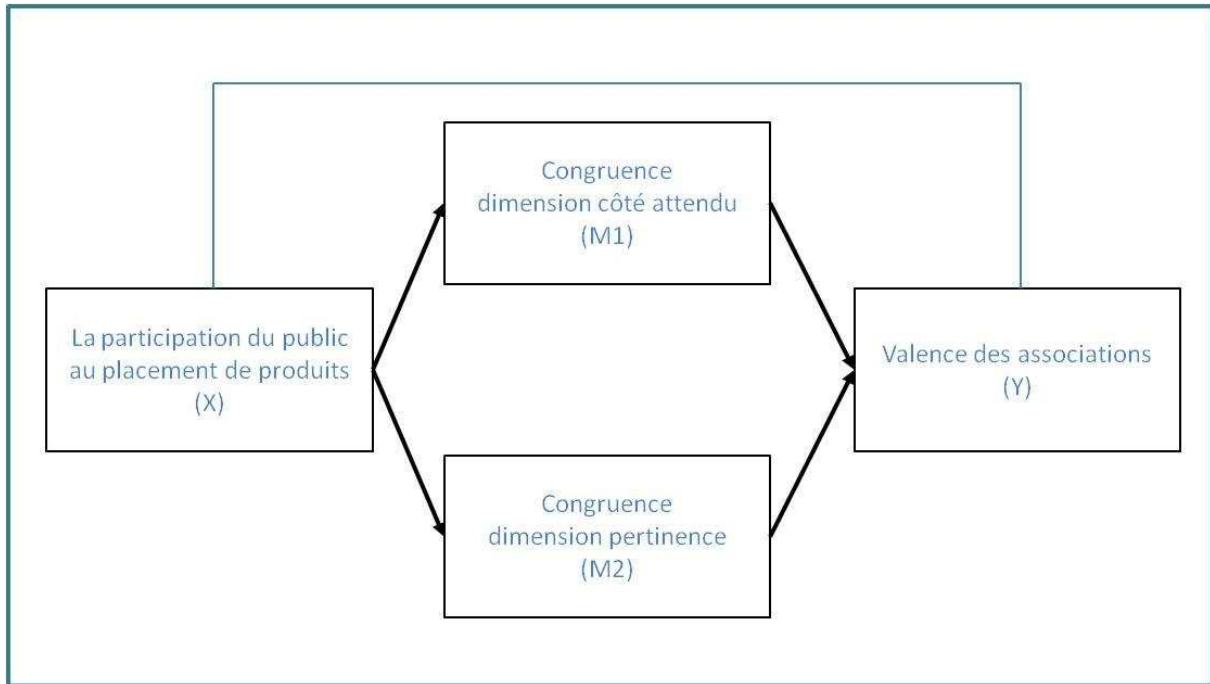 Congruence
dimension côté attendu
(M1)
La participation du public
au placement de produits
(X)
Valence des associations
(Y)
Congruence
dimension pertinence
(M2)